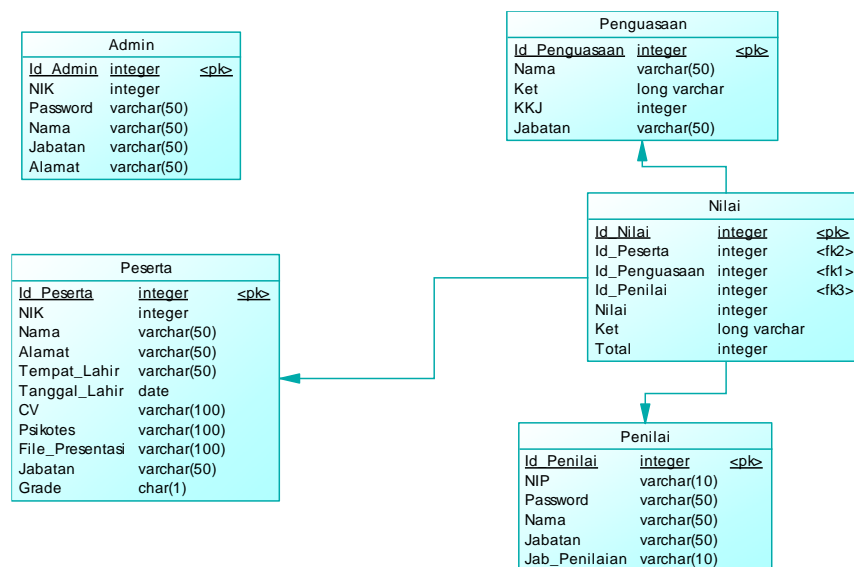 Admin
Id_Admin integer <pk>
NIK integer
Password varchar(50)
Nama varchar(50)
Jabatan varchar(50)
Alamat varchar(50)
Penguasaan
Id_Penguasaan integer <pk>
Nama varchar(50)
Ket long varchar
KKJ integer
Jabatan varchar(50)
Nilai
Id_Nilai integer <pk>
Id_Peserta integer <fk2>
Id_Penguasaan integer <fk1>
Id_Penilai integer <fk3>
Nilai integer
Ket long varchar
Total integer
Peserta
Id_Peserta integer <pk>
NIK integer
Nama varchar(50)
Alamat varchar(50)
Tempat_Lahir varchar(50)
Tanggal_Lahir date
CV varchar(100)
Psikotes varchar(100)
File_Presentasi varchar(100)
Jabatan varchar(50)
Grade char(1)
Penilai
Id_Penilai integer <pk>
NIP varchar(10)
Password varchar(50)
Nama varchar(50)
Jabatan varchar(50)
Jab_Penilaian varchar(10)